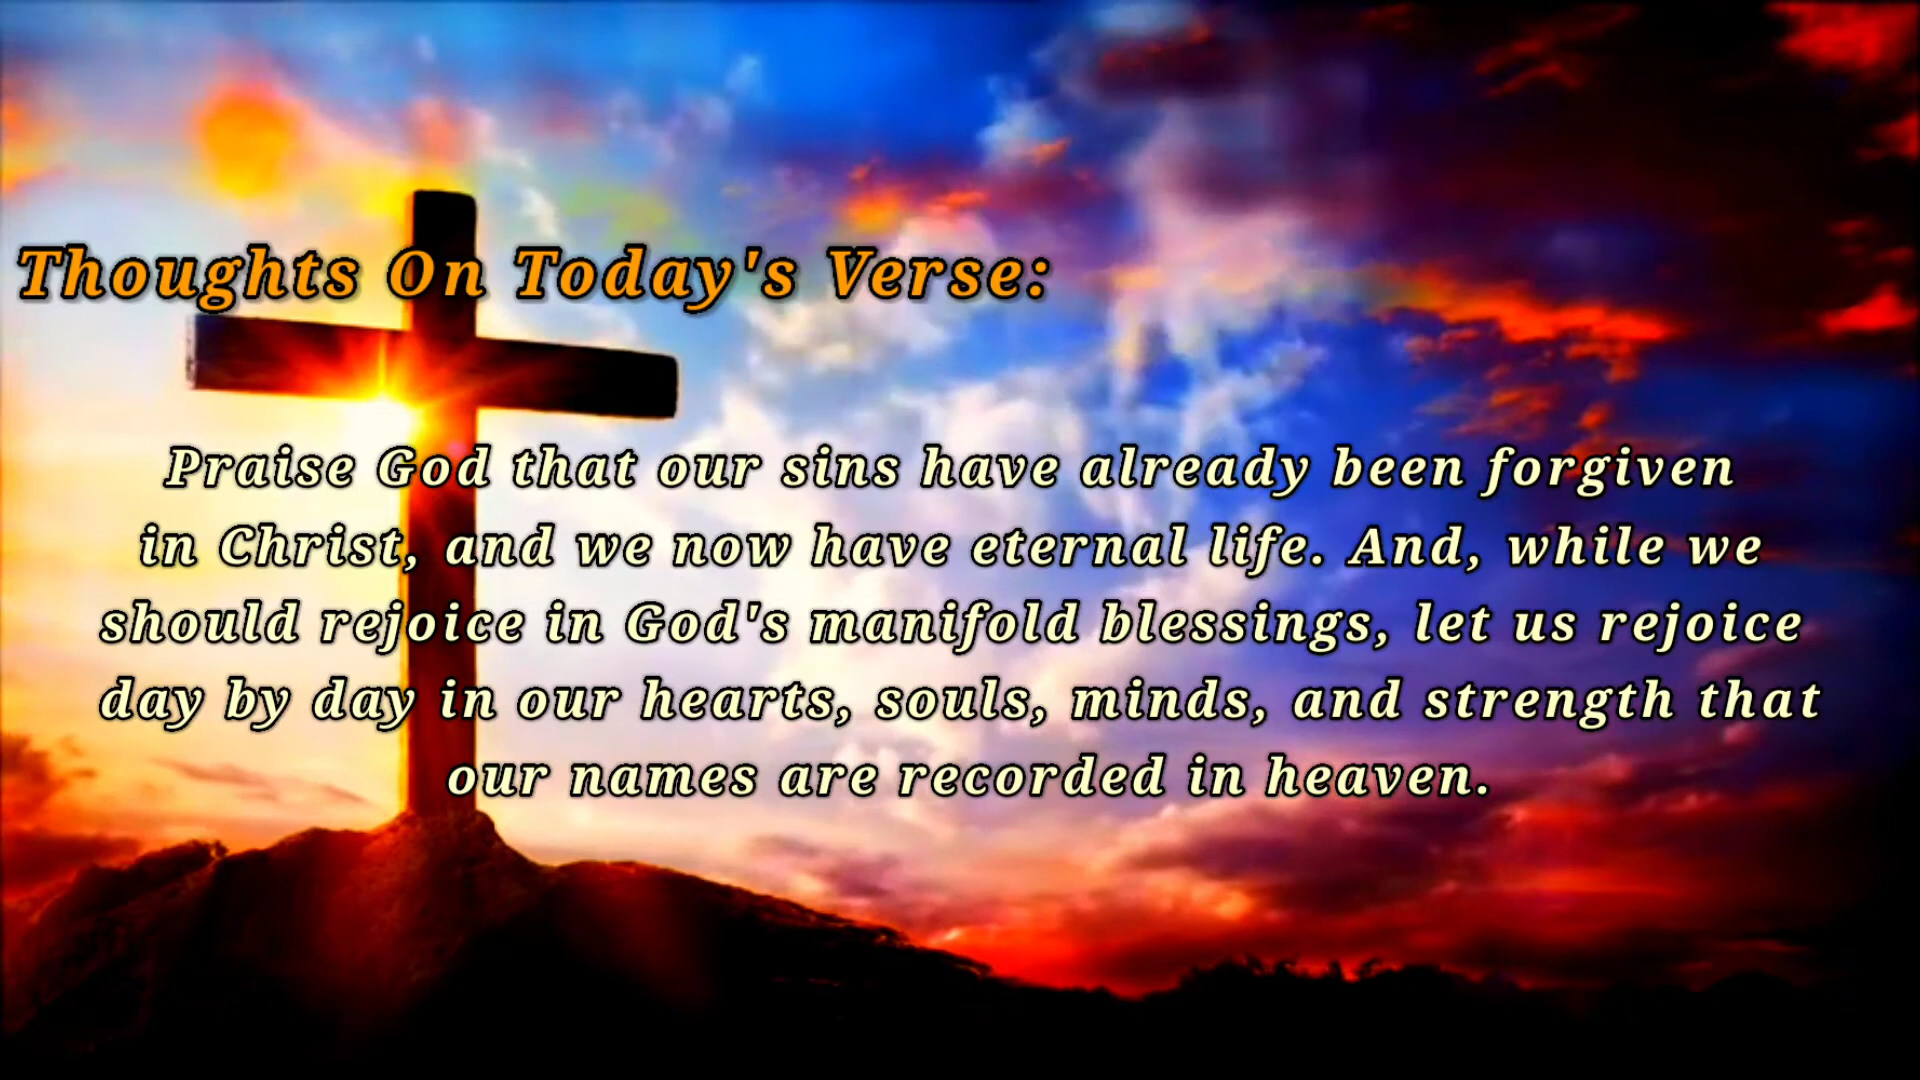 Thoughts On Today's Verse:
Praise God that our sins have already been forgiven
in Christ, and we now have eternal life. And, while we
should rejoice in God's manifold blessings, let us rejoice
day by day in our hearts, souls, minds, and strength that
our names are recorded in heaven.